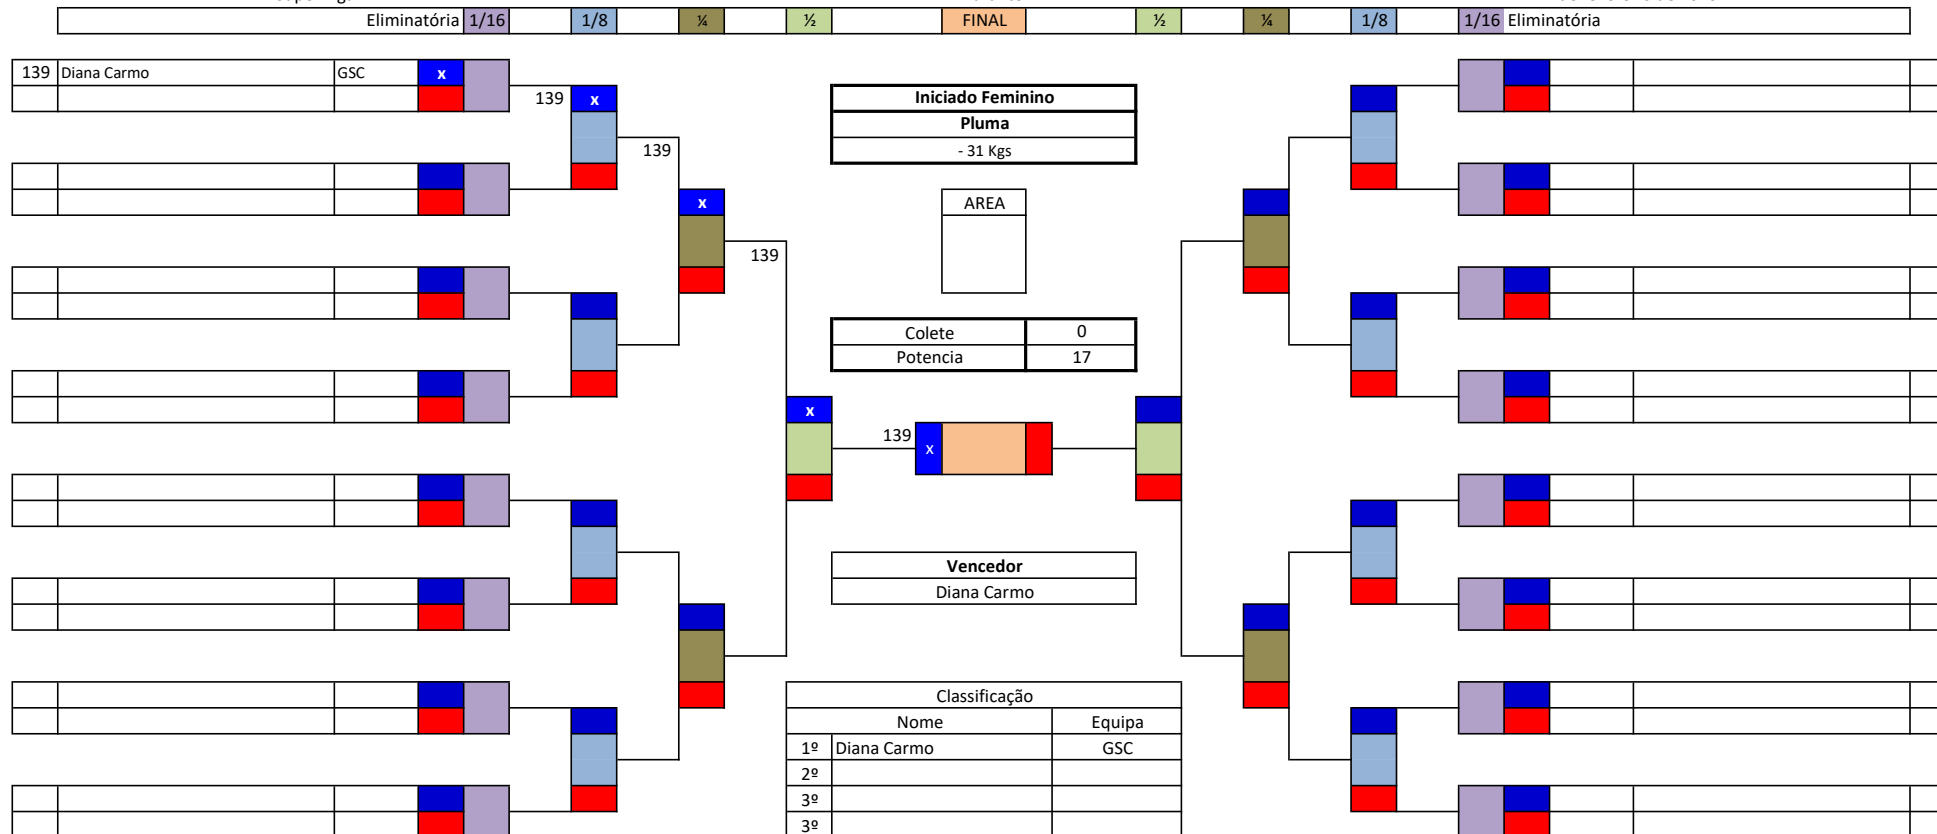 Eliminatória 1/16 1/8 ¼ ½ FINAL ½ ¼ 1/8 1/16 Eliminatória
139 Diana Carmo GSC x
139 x
Iniciado Feminino
Pluma
139
- 31 Kgs
x
AREA
139
Colete 0
Potencia 17
x
139 x
Vencedor
Diana Carmo
Classificação
Nome Equipa
1º Diana Carmo GSC
2º
3º
3º